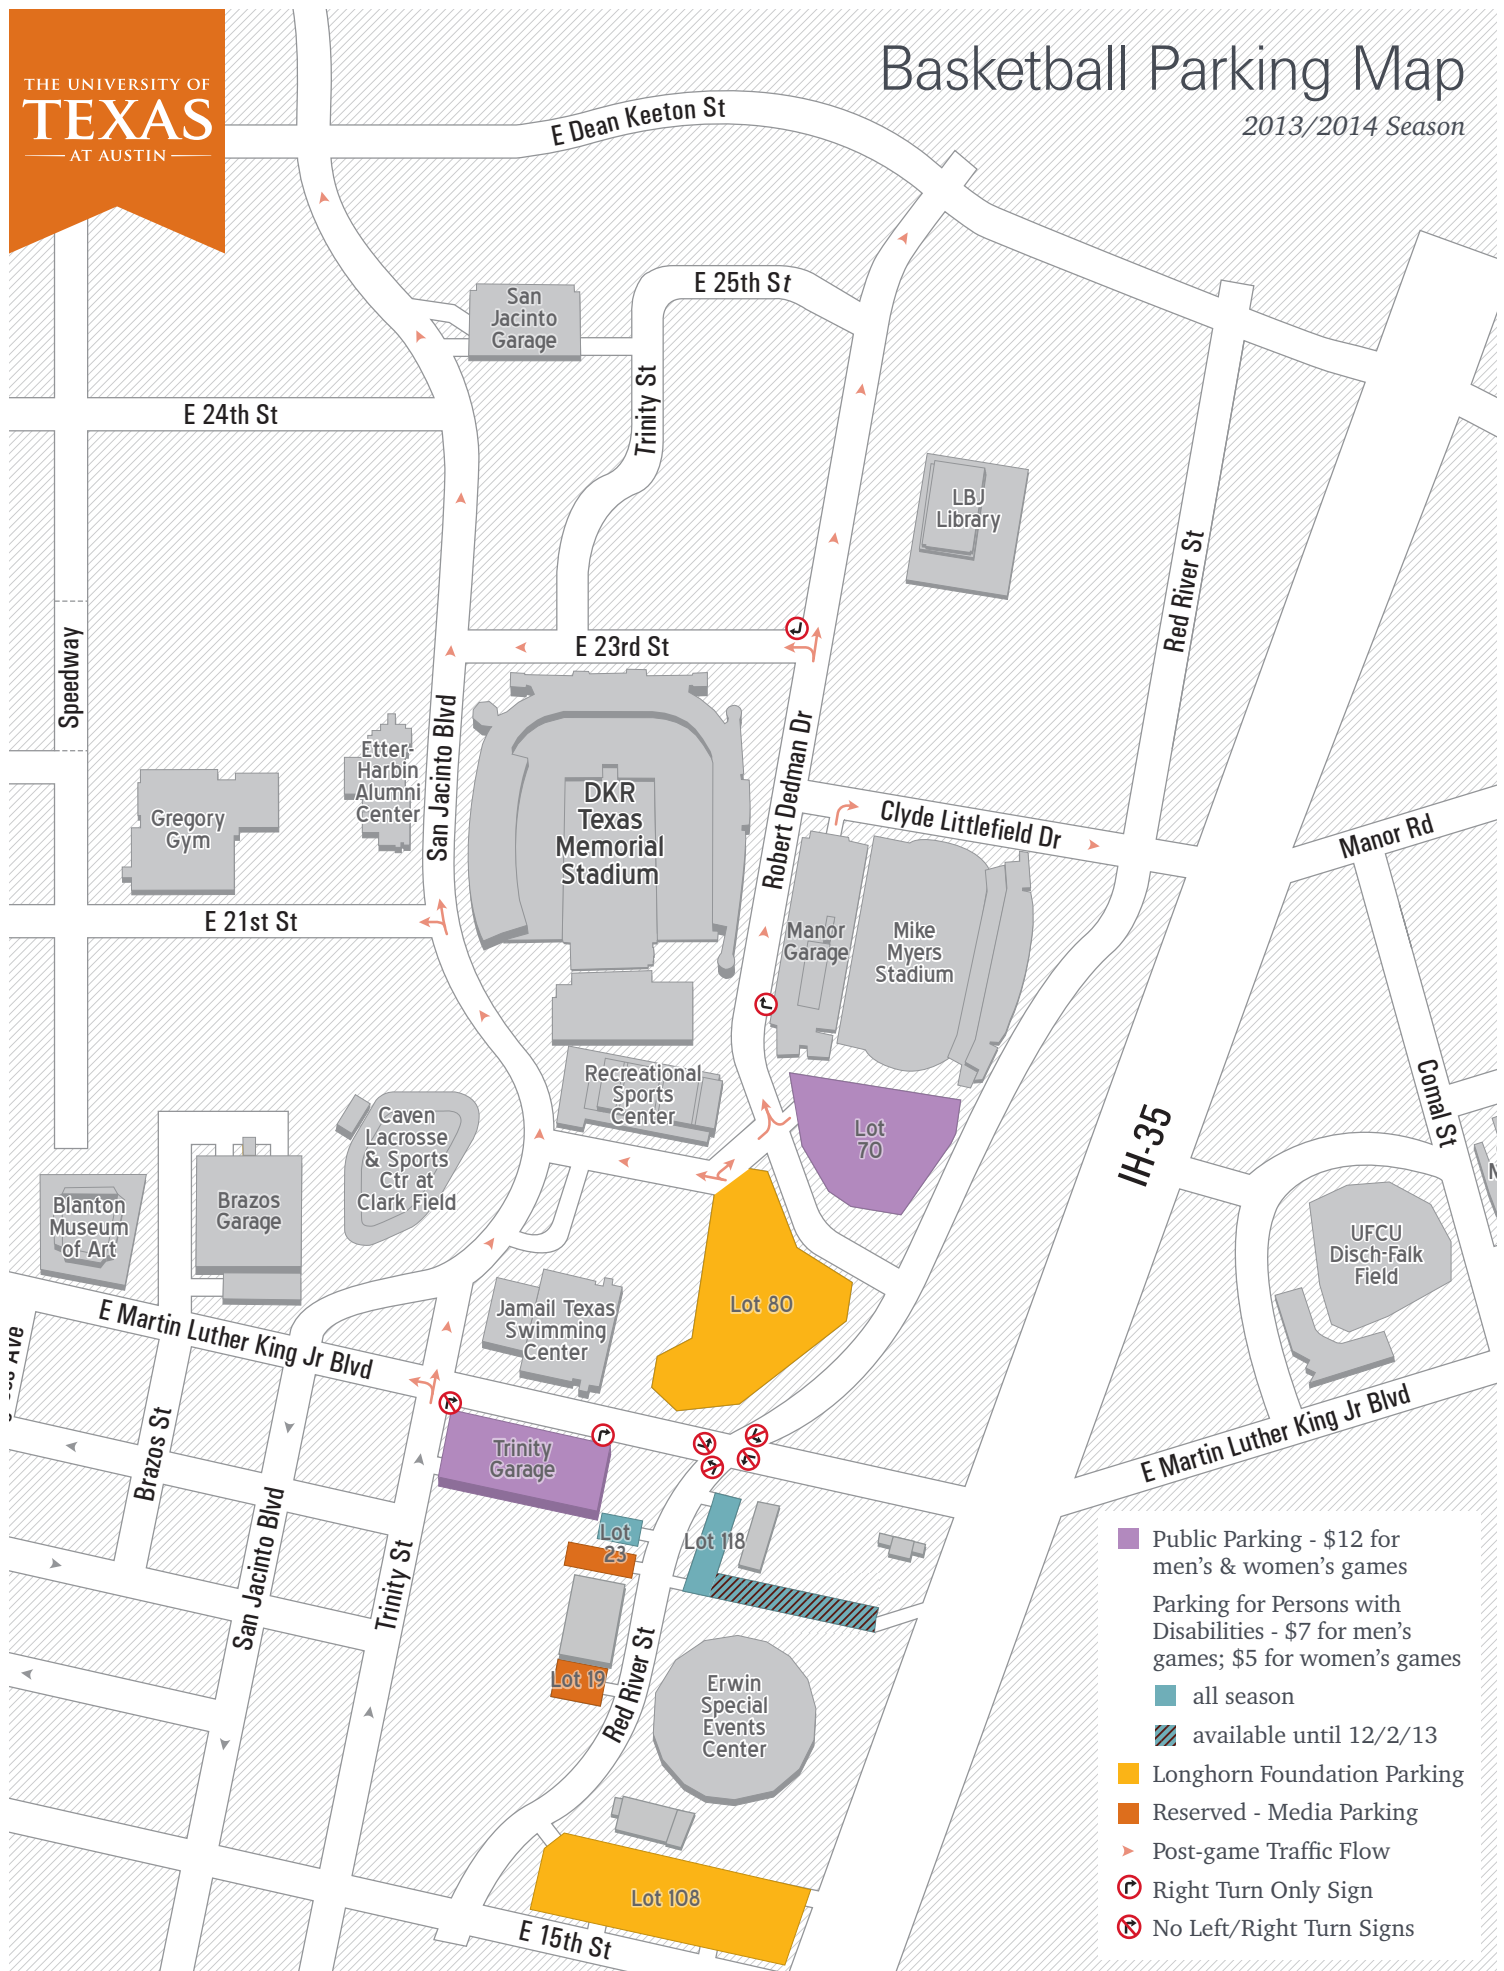 THE UNIVERSITY OF
TEXAS
AT AUSTIN
Basketball Parking Map
2013/2014 Season
E Dean Keeton St
E 25th St
San
Jacinto
Garage
Trinity St
E 24th St
LBJ
Library
Red River St
E 23rd St
Speedway
San Jacinto Blvd
Etter-
Harbin
Alumni
Center
Gregory
Gym
DKR
Texas
Memorial
Stadium
Robert Dedman Dr
Clyde Littlefield Dr
Manor Rd
E 21st St
Manor
Garage
Mike
Myers
Stadium
Recreational
Sports
Center
Comal St
IH-35
Lot
70
Caven
Lacrosse
& Sports
Ctr at
Clark Field
Blanton
Museum
of Art
Brazos
Garage
UFCU
Disch-Falk
Field
Lot 80
Jamail Texas
Swimming
Center
E Martin Luther King Jr Blvd
Ave
E Martin Luther King Jr Blvd
Brazos St
Trinity
Garage
San Jacinto Blvd
Trinity St
Lot
23
Lot 118
Lot 19
Red River St
Erwin
Special
Events
Center
Lot 108
E 15th St
Public Parking - $12 for
men's & women's games
Parking for Persons with
Disabilities - $7 for men's
games; $5 for women's games
all season
available until 12/2/13
Longhorn Foundation Parking
Reserved - Media Parking
Post-game Traffic Flow
Right Turn Only Sign
No Left/Right Turn Signs